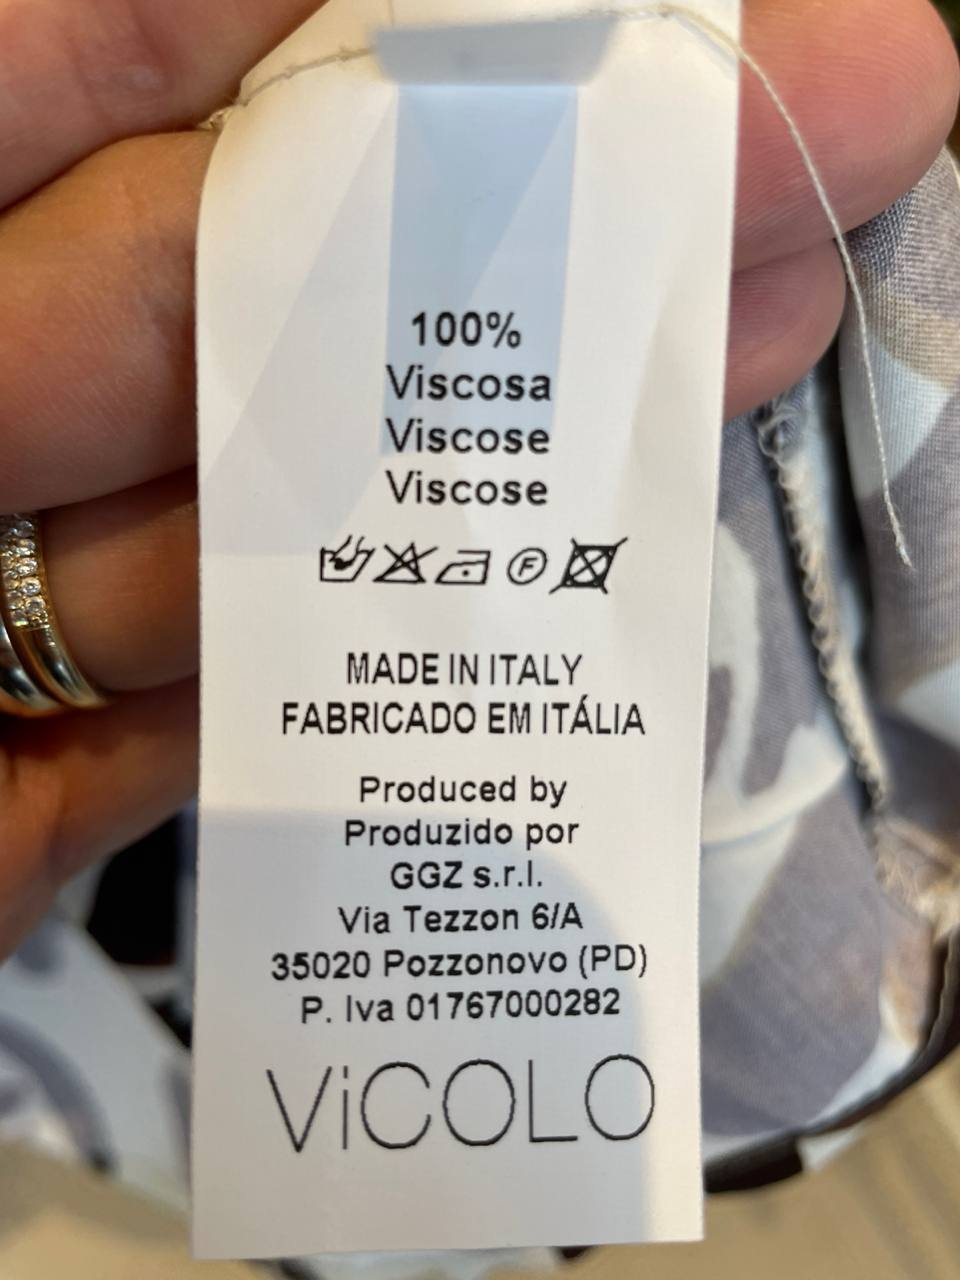 100%
Viscosa
Viscose
Viscose
F
MADE IN ITALY
FABRICADO EM ITÁLIA
Produced by
Produzido por
GGZ s.r.l.
Via Tezzon 6/A
35020 Pozzonovo (PD)
P. Iva 01767000282
ViCOLO